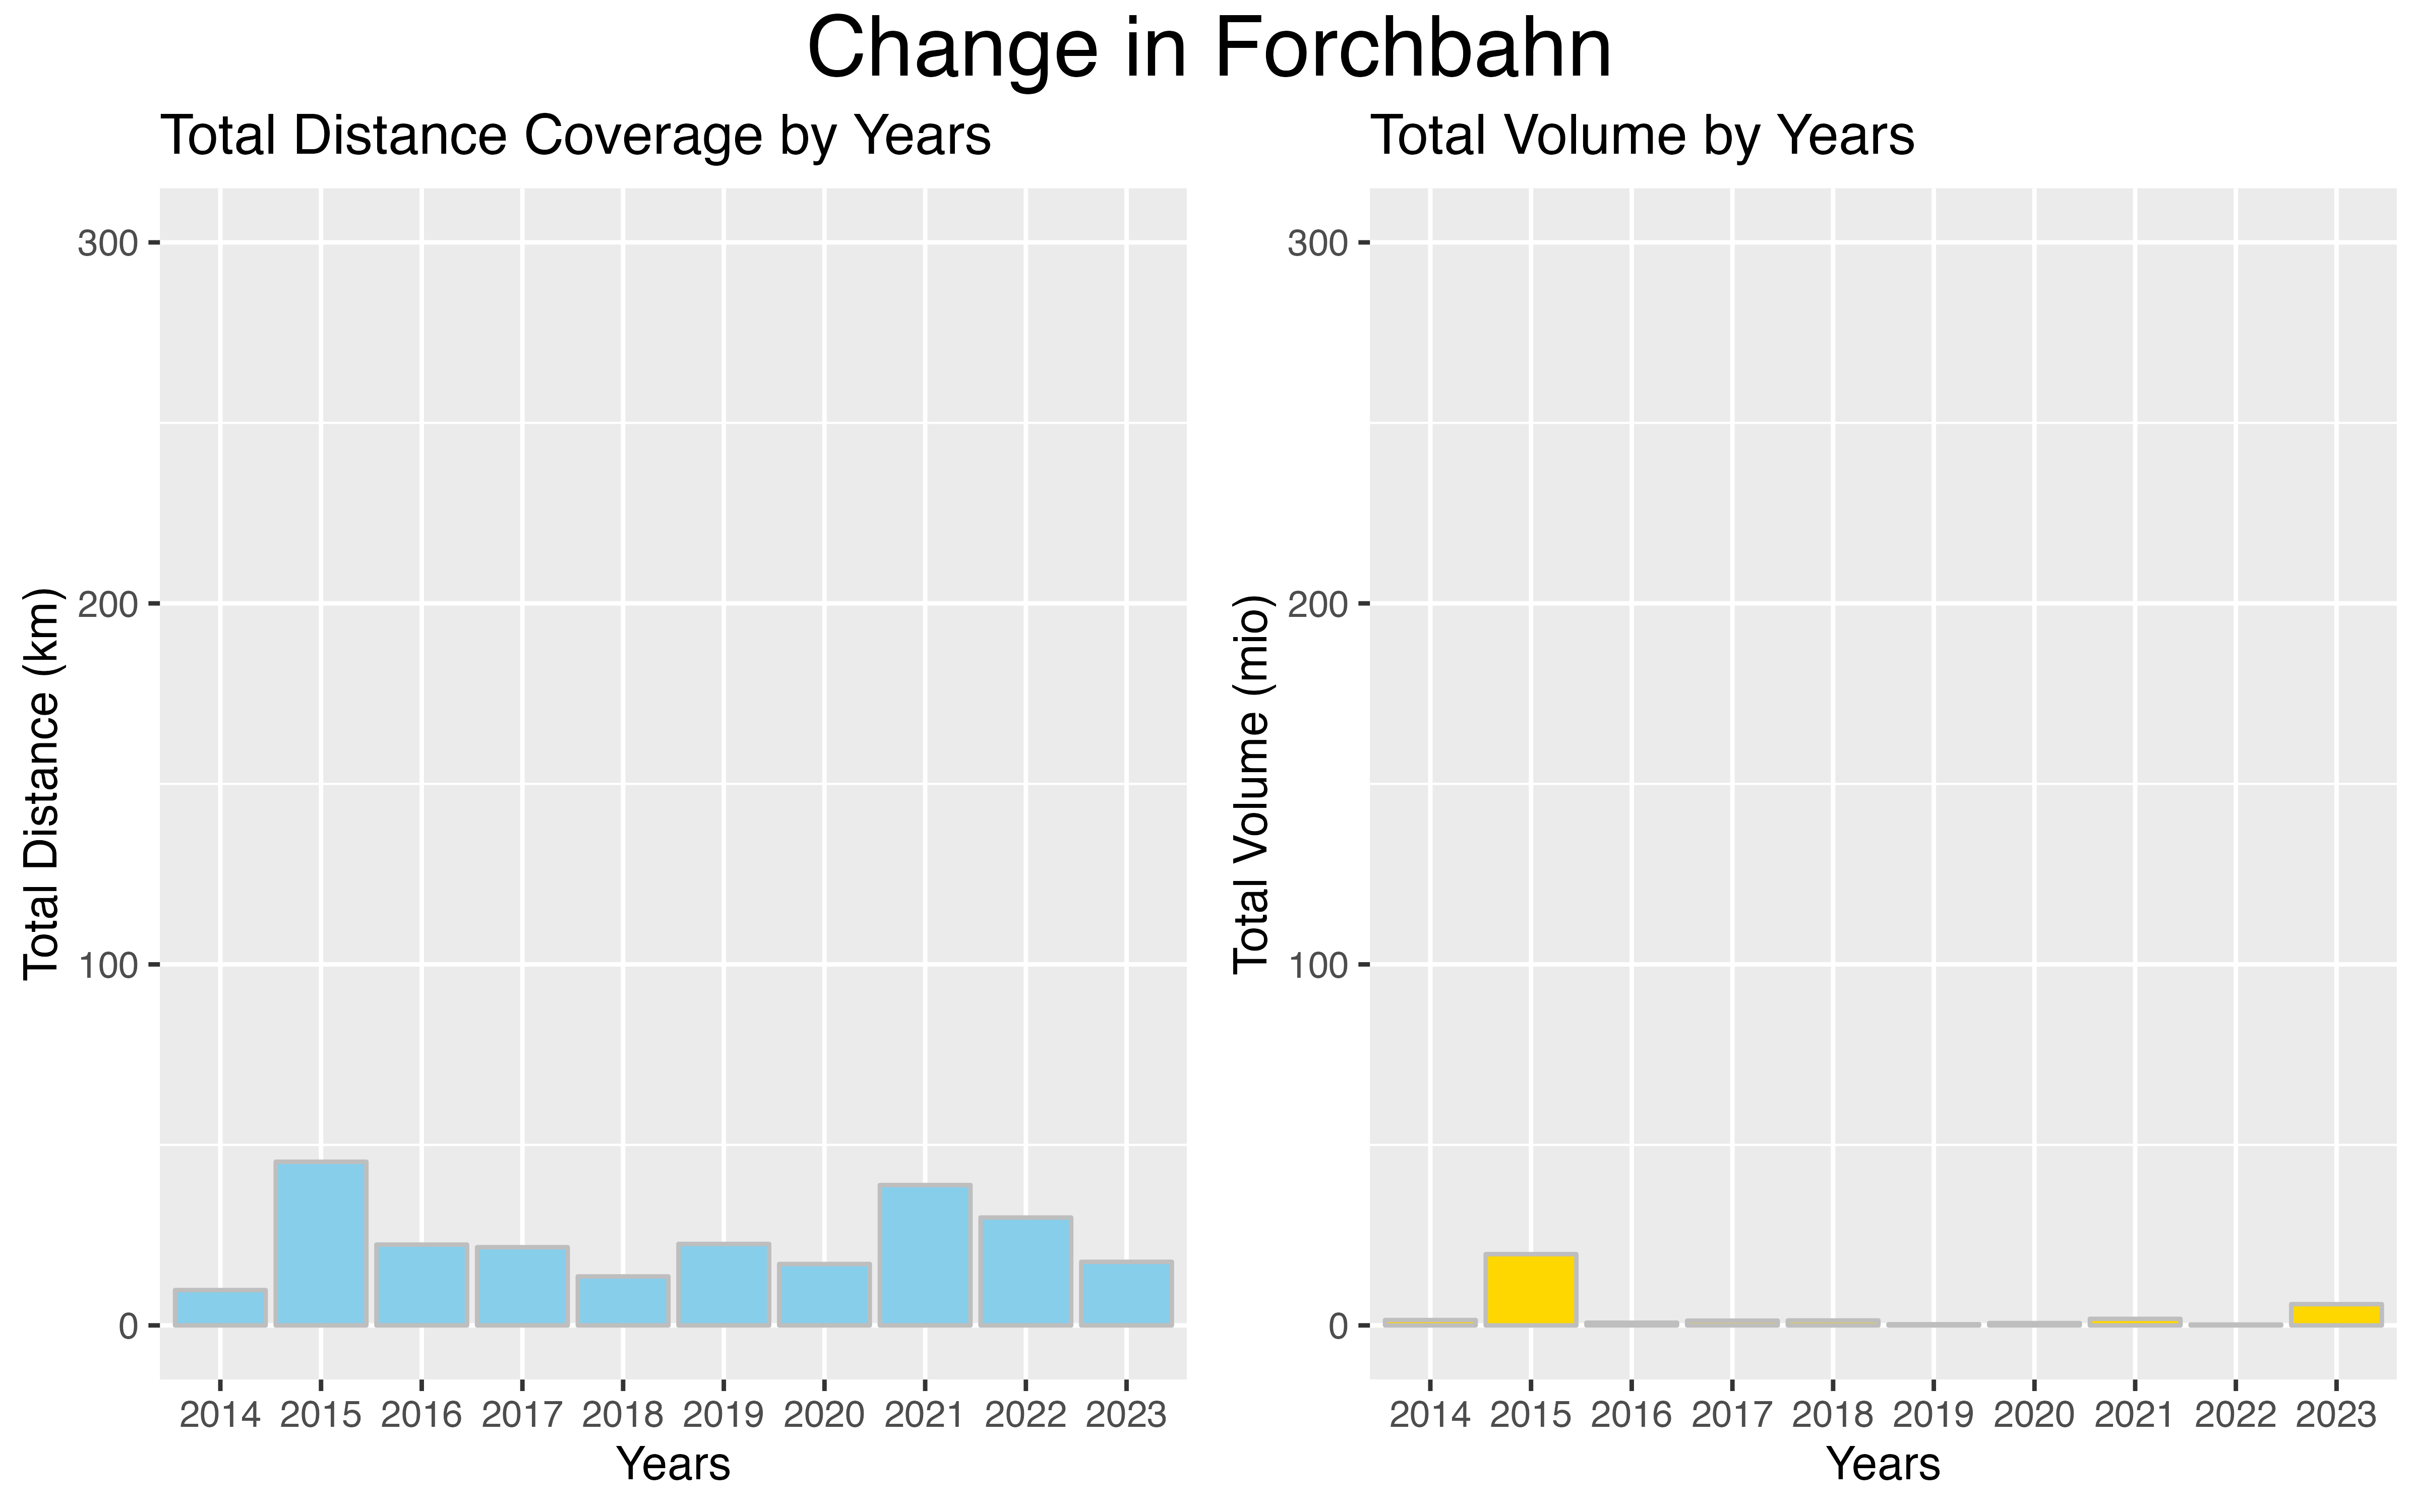 Change in Forchbahn
Total Distance Coverage by Years
300
200
100
0
Total Distance (km)
2014 2015 2016 2017 2018 2019 2020 2021 2022 2023
Years
Total Volume by Years
300
200
100
0
Total Volume (mio)
2014 2015 2016 2017 2018 2019 2020 2021 2022 2023
Years